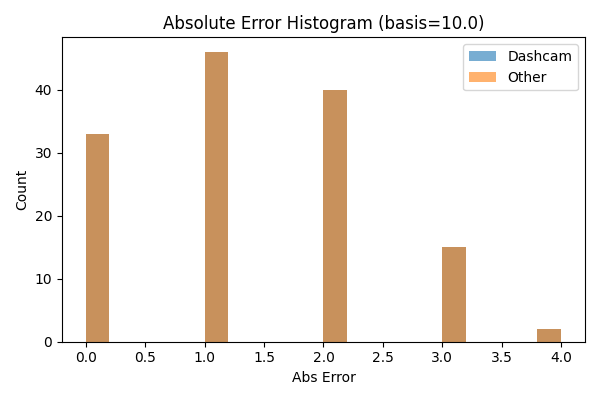 Absolute Error Histogram (basis=10.0)
Dashcam
Other
Count
40
30
20
10
0
0.0 0.5 1.0 1.5 2.0 2.5 3.0 3.5 4.0
Abs Error